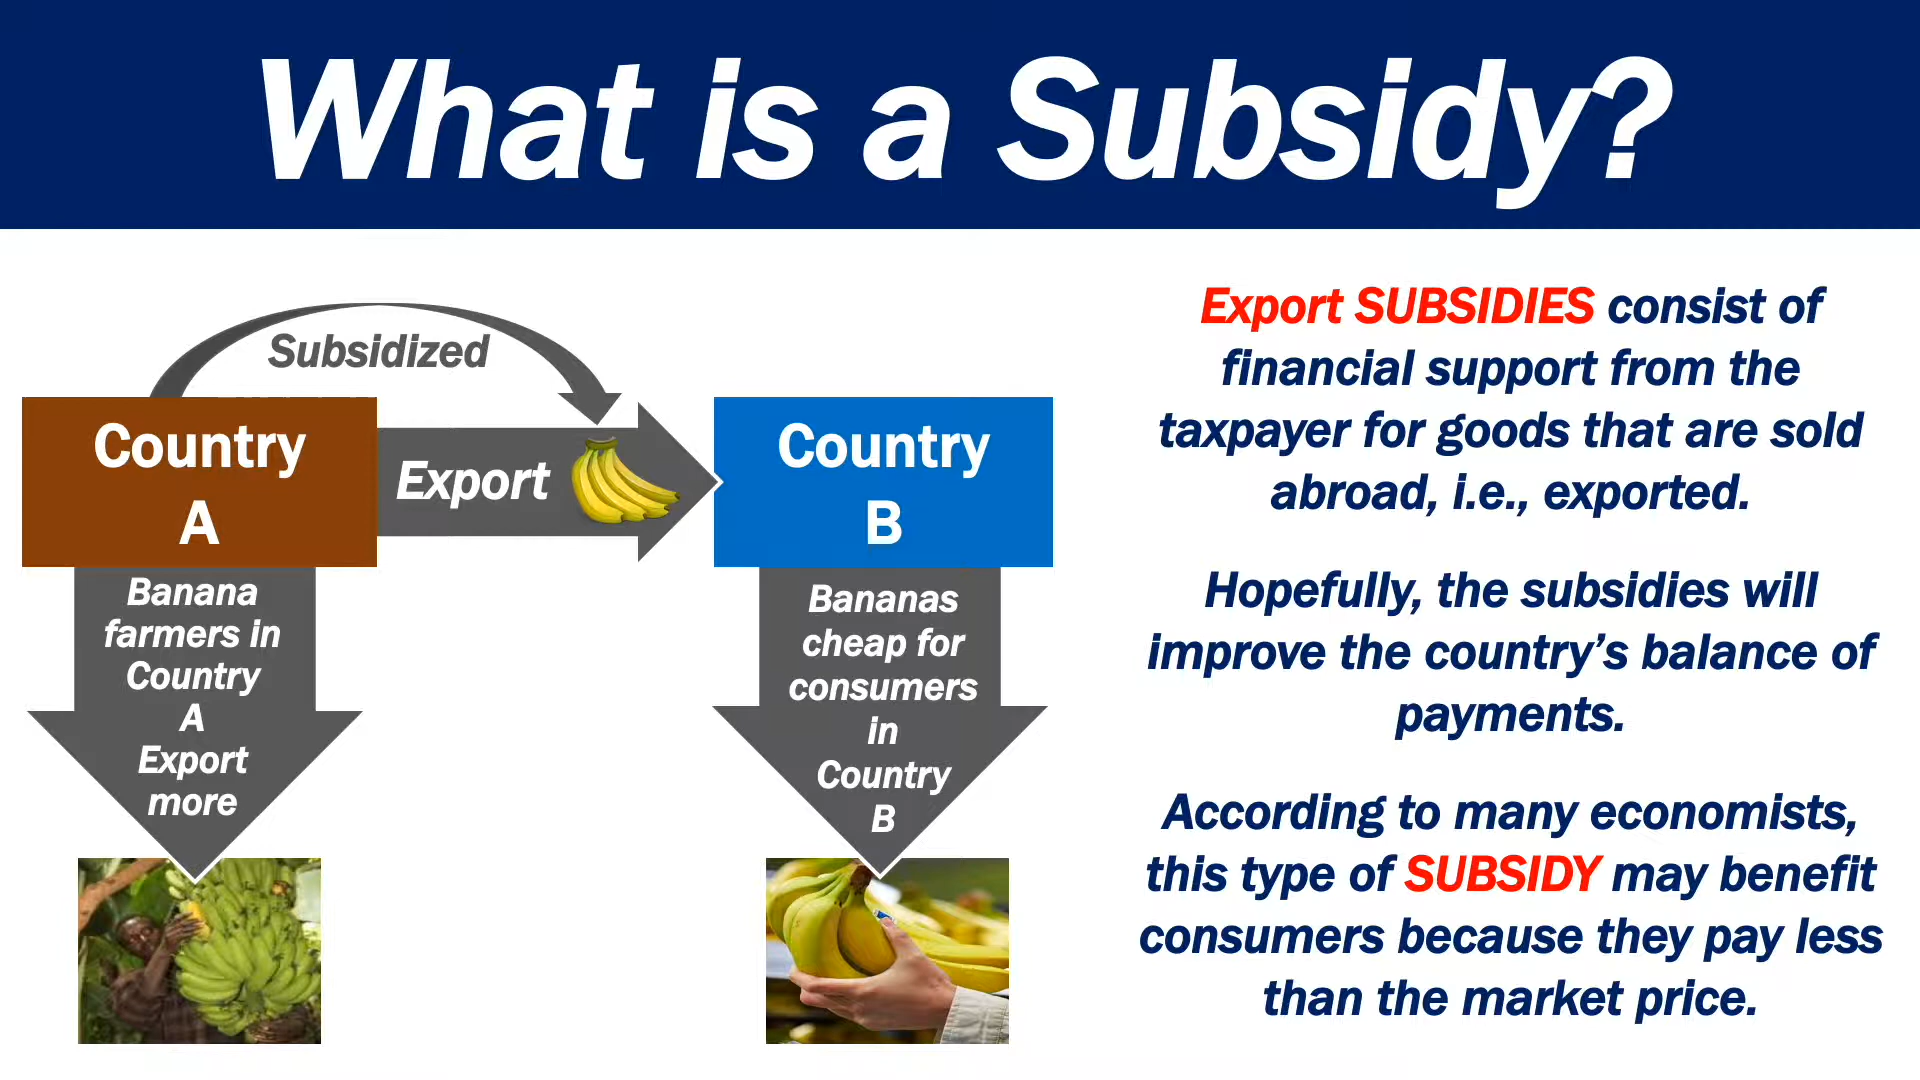 What is a Subsidy?
Subsidized
Country
A
Export
Country
B
Banana
farmers in
Country
A
Export
more
Bananas
cheap for
consumers
in
Country
B
Export SUBSIDIES consist of
financial support from the
taxpayer for goods that are sold
abroad, i.e., exported.
Hopefully, the subsidies will
improve the country’s balance of
payments.
According to many economists,
this type of SUBSIDY may benefit
consumers because they pay less
than the market price.